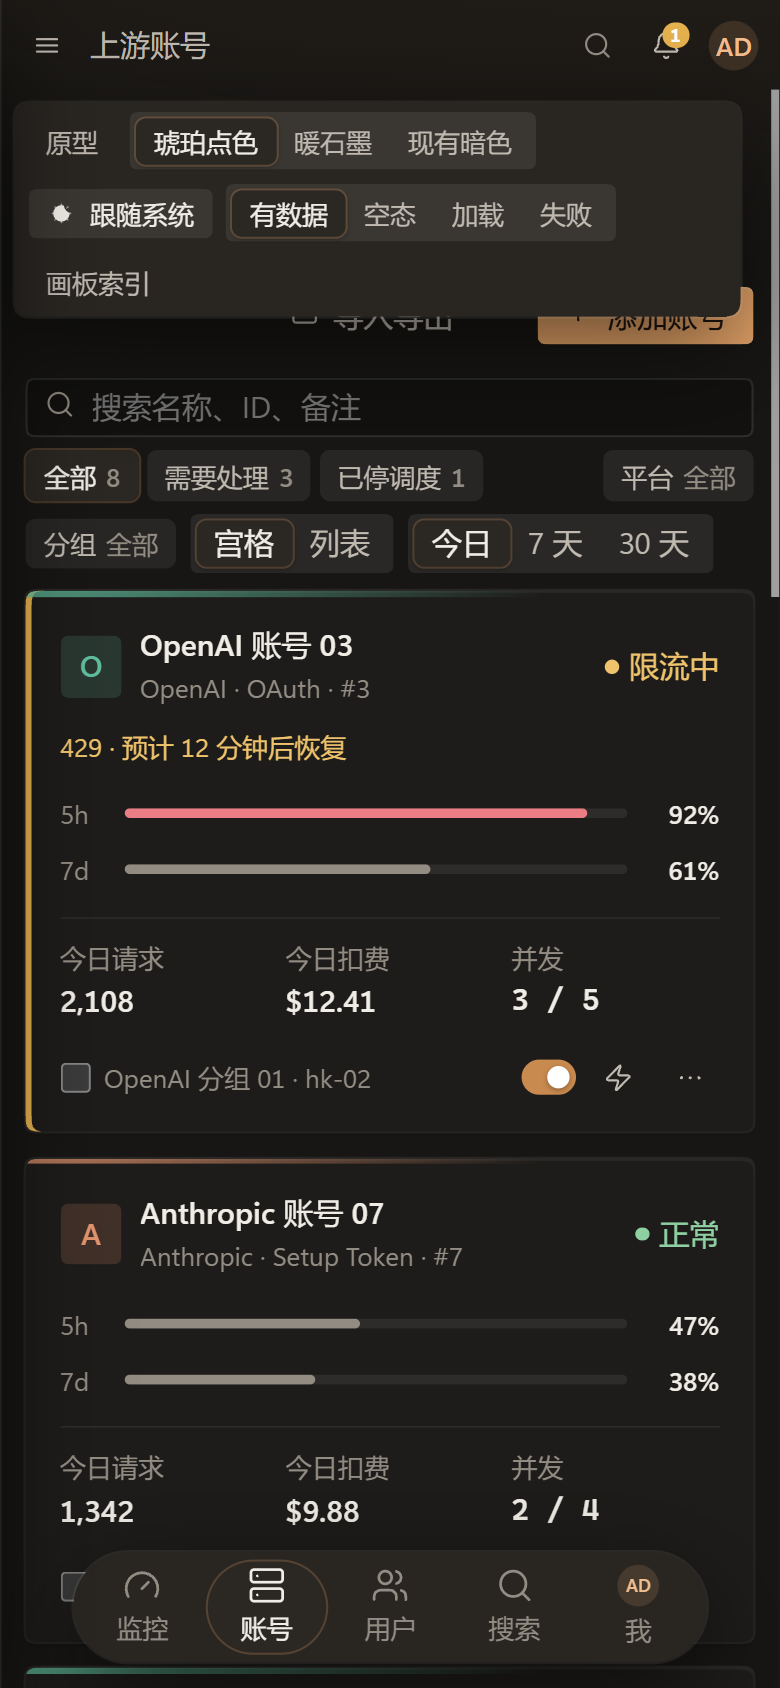 上游账号
1
AD
原型 琥珀点色 暖石墨 现有暗色
跟随系统 有数据 空态 加载 失败
画板索引
导入导出 添加账号
搜索名称、ID、备注
全部 8 需要处理 3 已停调度 1 平台 全部
分组 全部 宫格 列表 今日 7 天 30 天
O
OpenAI 账号 03
OpenAI · OAuth · #3
限流中
429 · 预计 12 分钟后恢复
5h 92%
7d 61%
今日请求 今日扣费 并发
2,108 $12.41 3 / 5
OpenAI 分组 01 · hk-02 ···
A
Anthropic 账号 07
Anthropic · Setup Token · #7
正常
5h 47%
7d 38%
今日请求 今日扣费 并发
1,342 $9.88 2 / 4
AD
监控 账号 用户 搜索 我